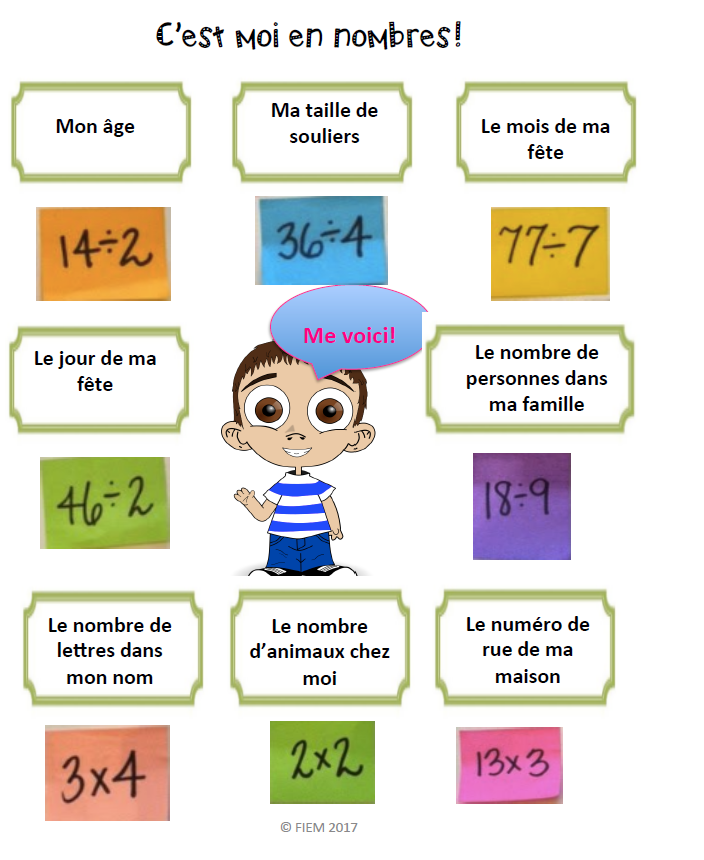 C'est moi en nombres!
Mon âge
14÷2
Ma taille de
souliers
36÷4
Le mois de ma
fête
77÷7
Me voici!
Le jour de ma
fête
46÷2
Le nombre de
personnes dans
ma famille
18÷9
Le nombre de
lettres dans
mon nom
3x4
Le nombre
d'animaux chez
moi
2x2
Le numéro de
rue de ma
maison
13x3
© FIEM 2017